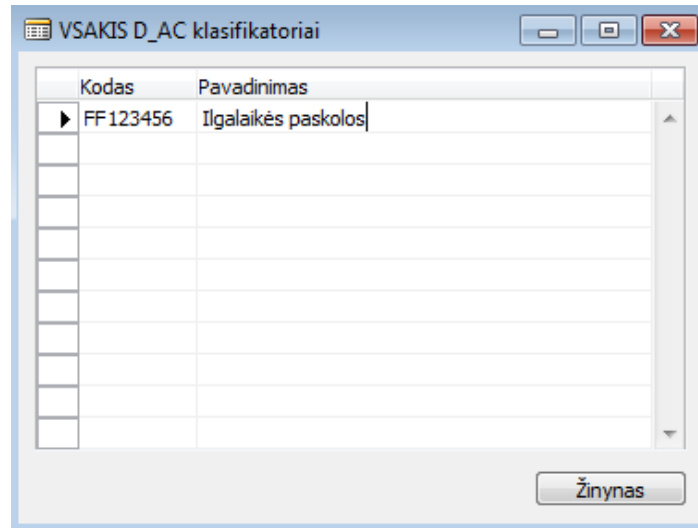 VSAKIS D_AC klasifikatoriai
Kodas Pavadinimas
FF123456 Ilgalaikės paskolos
Žinynas